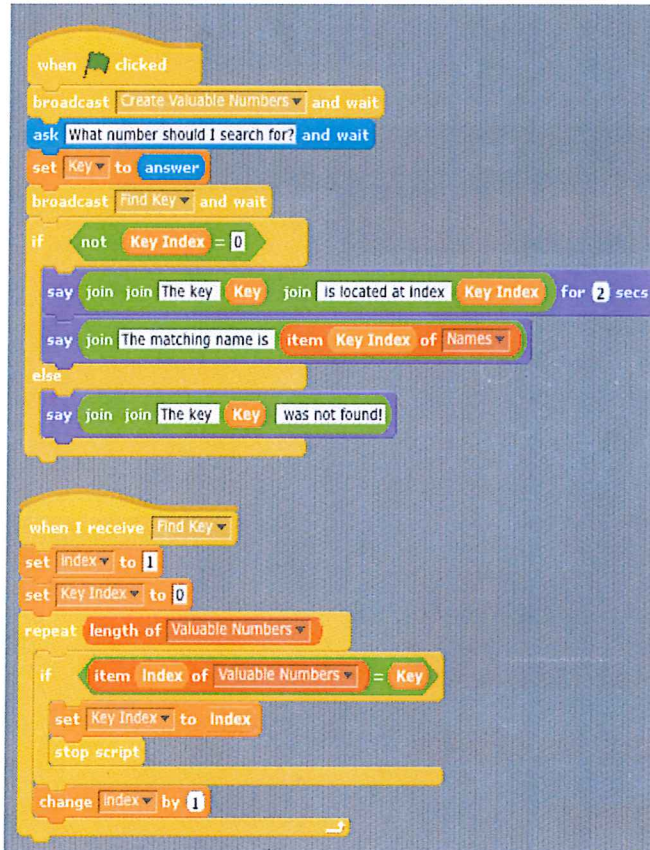 when clicked
broadcast Create Valuable Numbers and wait
ask What number should I search for? and wait
set Key to answer
broadcast Find Key and wait
if not Key Index = 0
say join join The key Key join is located at index Key Index for 2 secs
say join The matching name is item Key Index of Names
else
say join join The key Key was not found!
when I receive Find Key
set Index to 1
set Key Index to 0
repeat length of Valuable Numbers
if item Index of Valuable Numbers = Key
set Key Index to Index
stop script
change Index by 1